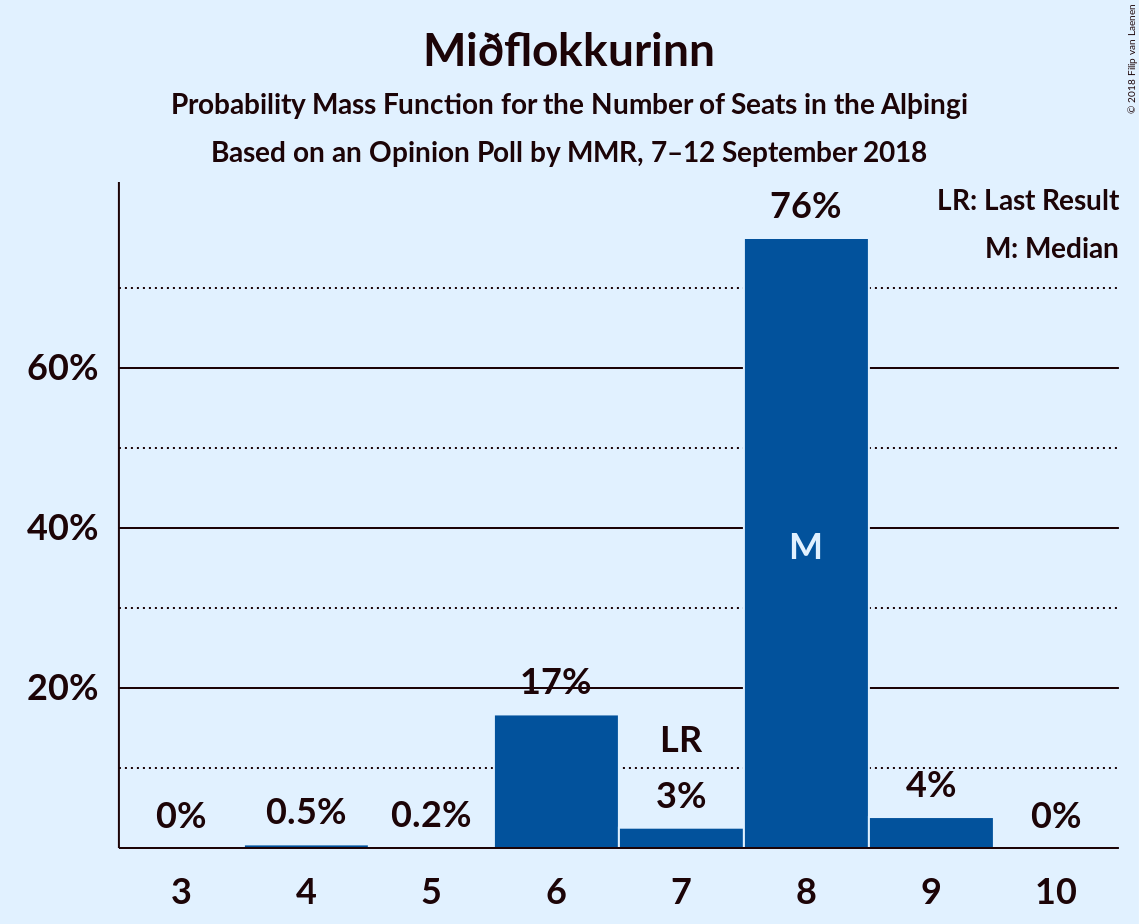 Miðflokkurinn
Probability Mass Function for the Number of Seats in the Alþingi
Based on an Opinion Poll by MMR, 7–12 September 2018
© 2018 Filip van Laenen
LR: Last Result
M: Median
76%
60%
40%
M
20%
17%
LR
0%
0.5%
0.2%
3%
4%
0%
3 4 5 6 7 8 9 10